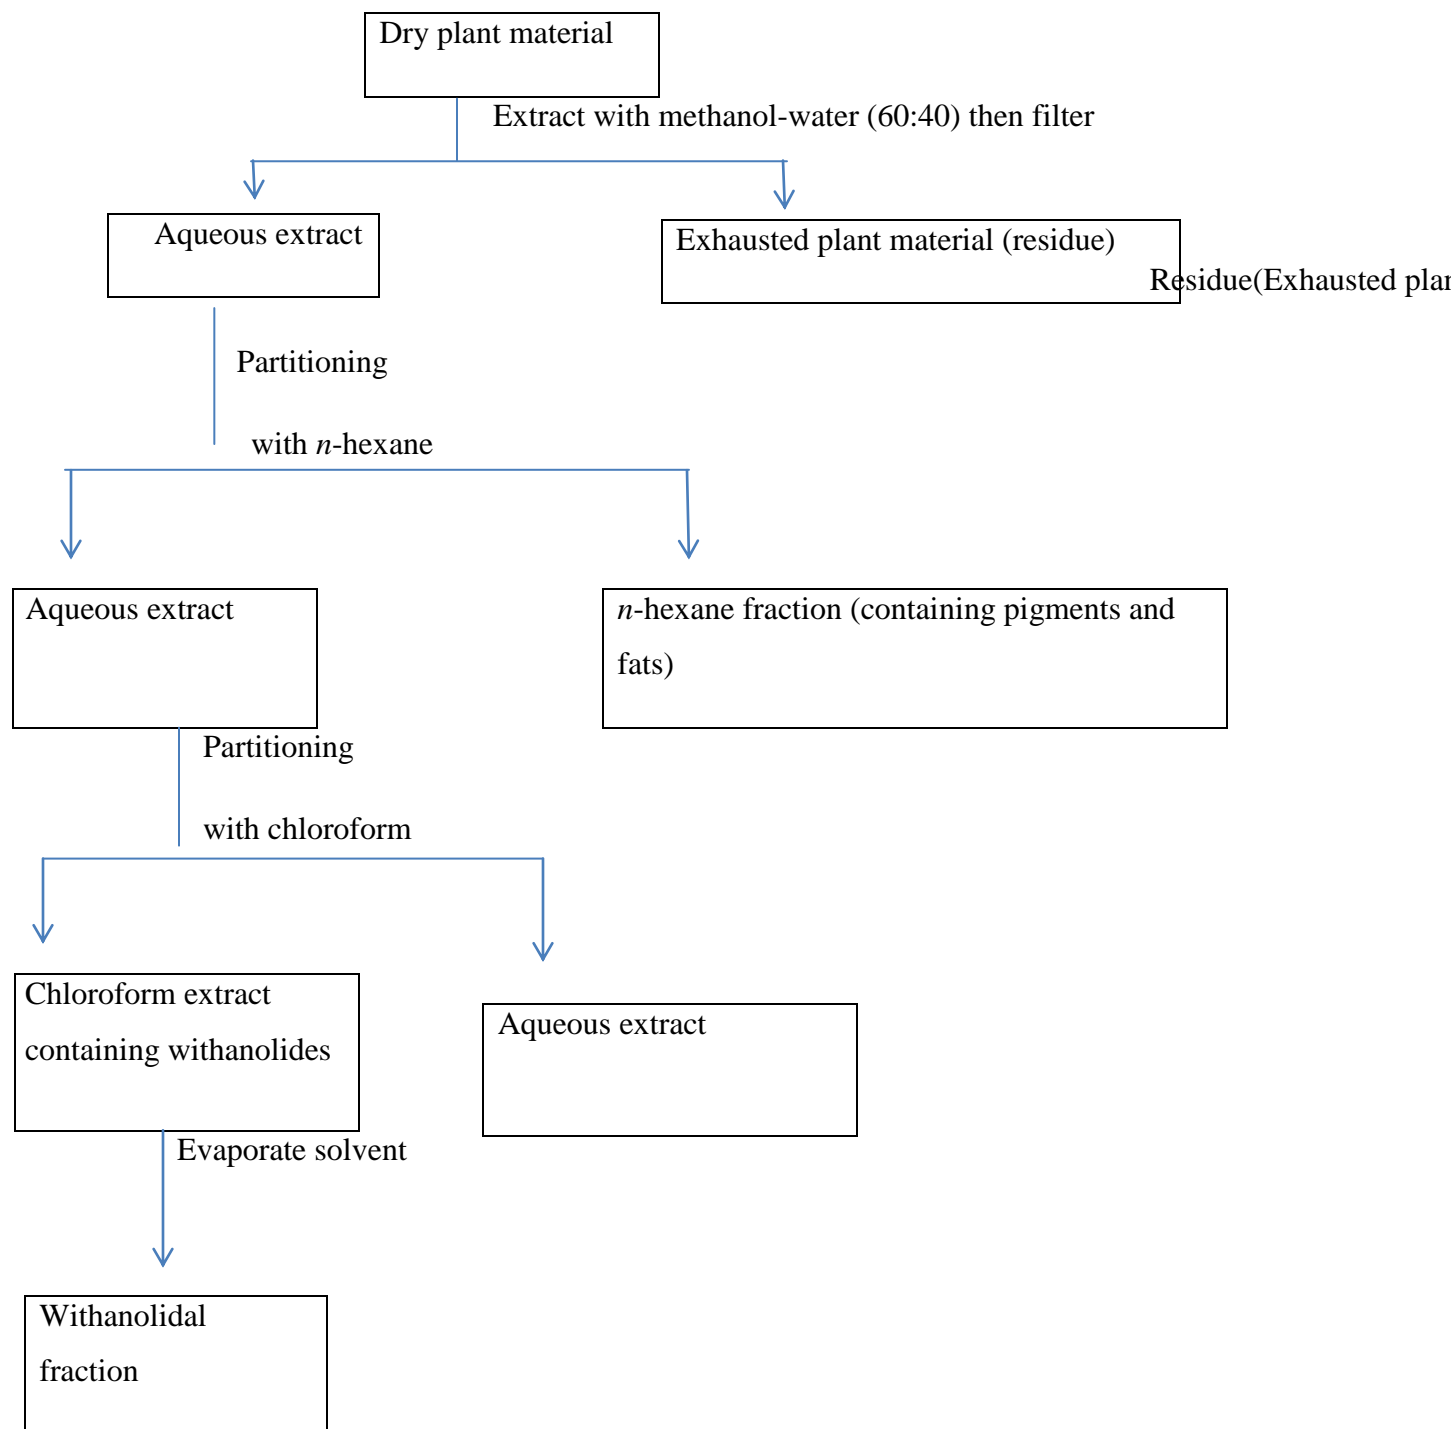 Dry plant material
Extract with methanol-water (60:40) then filter
Aqueous extract
Exhausted plant material (residue)
Residue(Exhausted plan
Partitioning
with n-hexane
Aqueous extract
n-hexane fraction (containing pigments and
fats)
Partitioning
with chloroform
Chloroform extract
containing withanolides
Aqueous extract
Evaporate solvent
Withanolidal
fraction